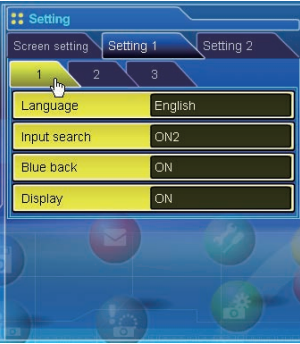 Setting
Screen setting Setting 1 Setting 2
1 2 3
Language English
Input search ON2
Blue back ON
Display ON